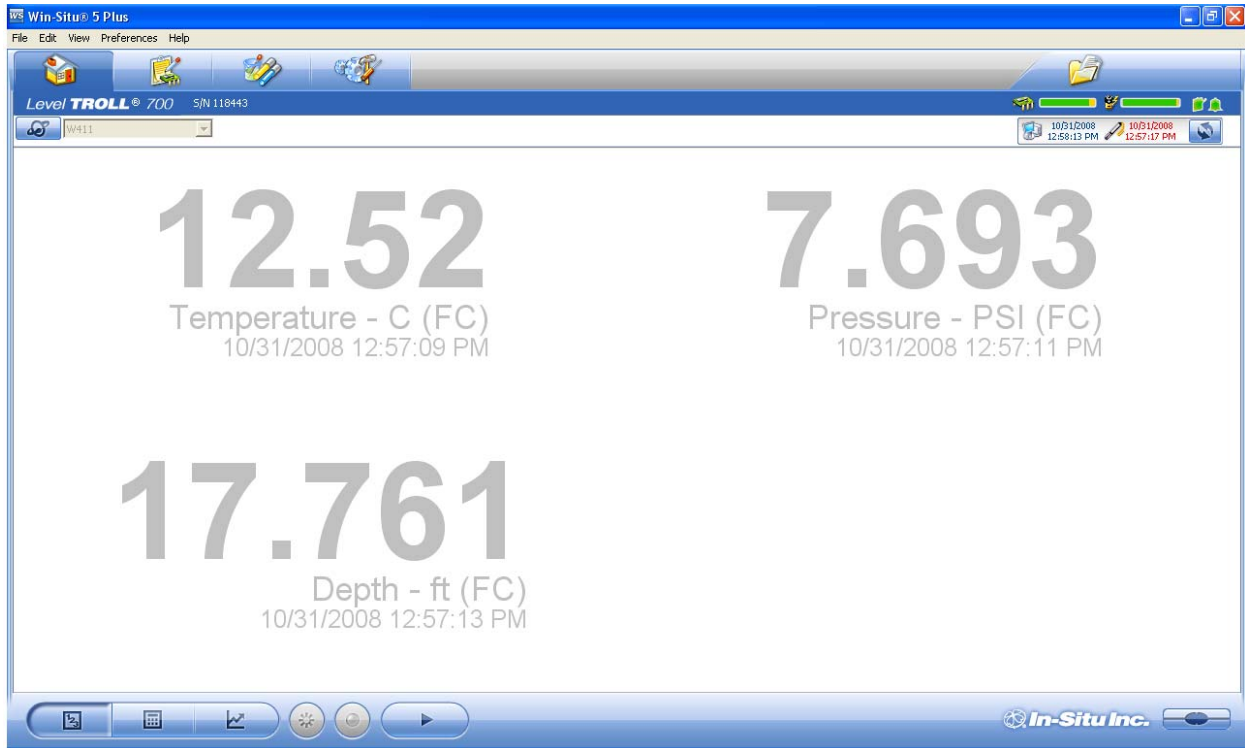 Win-Situ® 5 Plus
File Edit View Preferences Help
Level TROLL® 700 S/N 118443
W411
10/31/2008 10/31/2008
12:58:13 PM 12:57:17 PM
12.52
Temperature - C (FC)
10/31/2008 12:57:09 PM
7.693
Pressure - PSI (FC)
10/31/2008 12:57:11 PM
17.761
Depth - ft (FC)
10/31/2008 12:57:13 PM
In-Situ Inc.